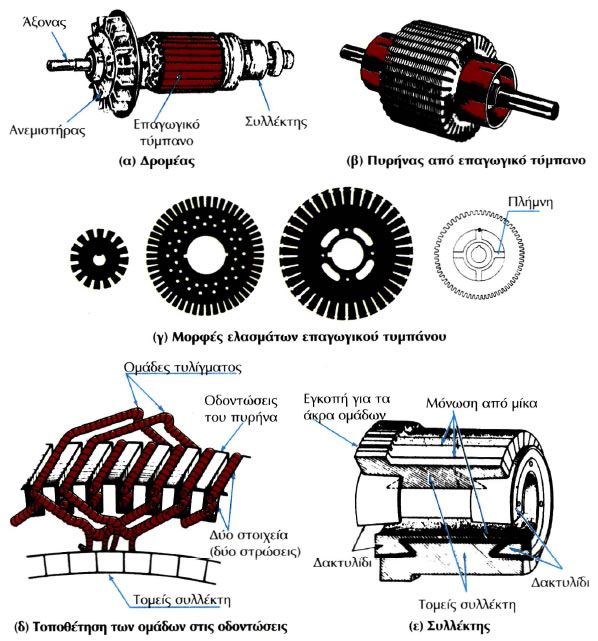 Άξονας
Ανεμιστήρας
Επαγωγικό
τύμπανο
Συλλέκτης
(α) Δρομέας
(β) Πυρήνας από επαγωγικό τύμπανο
Πλήμνη
(γ) Μορφές ελασμάτων επαγωγικού τυμπάνου
Ομάδες τυλίγματος
Οδοντώσεις
του πυρήνα
Δύο στοιχεία
(δύο στρώσεις)
Τομείς συλλέκτη
(δ) Τοποθέτηση των ομάδων στις οδοντώσεις
Εγκοπή για τα
άκρα ομάδων
Μόνωση από μίκα
Δακτυλίδι
Δακτυλίδι
Τομείς συλλέκτη
(ε) Συλλέκτης